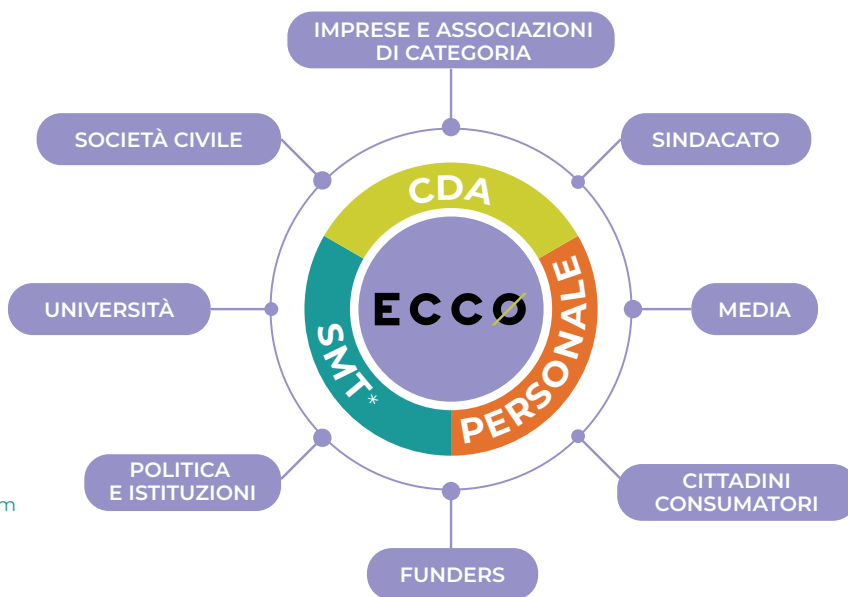 IMPRESE E ASSOCIAZIONI
DI CATEGORIA
SOCIETÀ CIVILE
SINDACATO
CDA
ECCO
PERSONALE
SMT*
UNIVERSITÀ
MEDIA
POLITICA
E ISTITUZIONI
CITTADINI
CONSUMATORI
m
FUNDERS